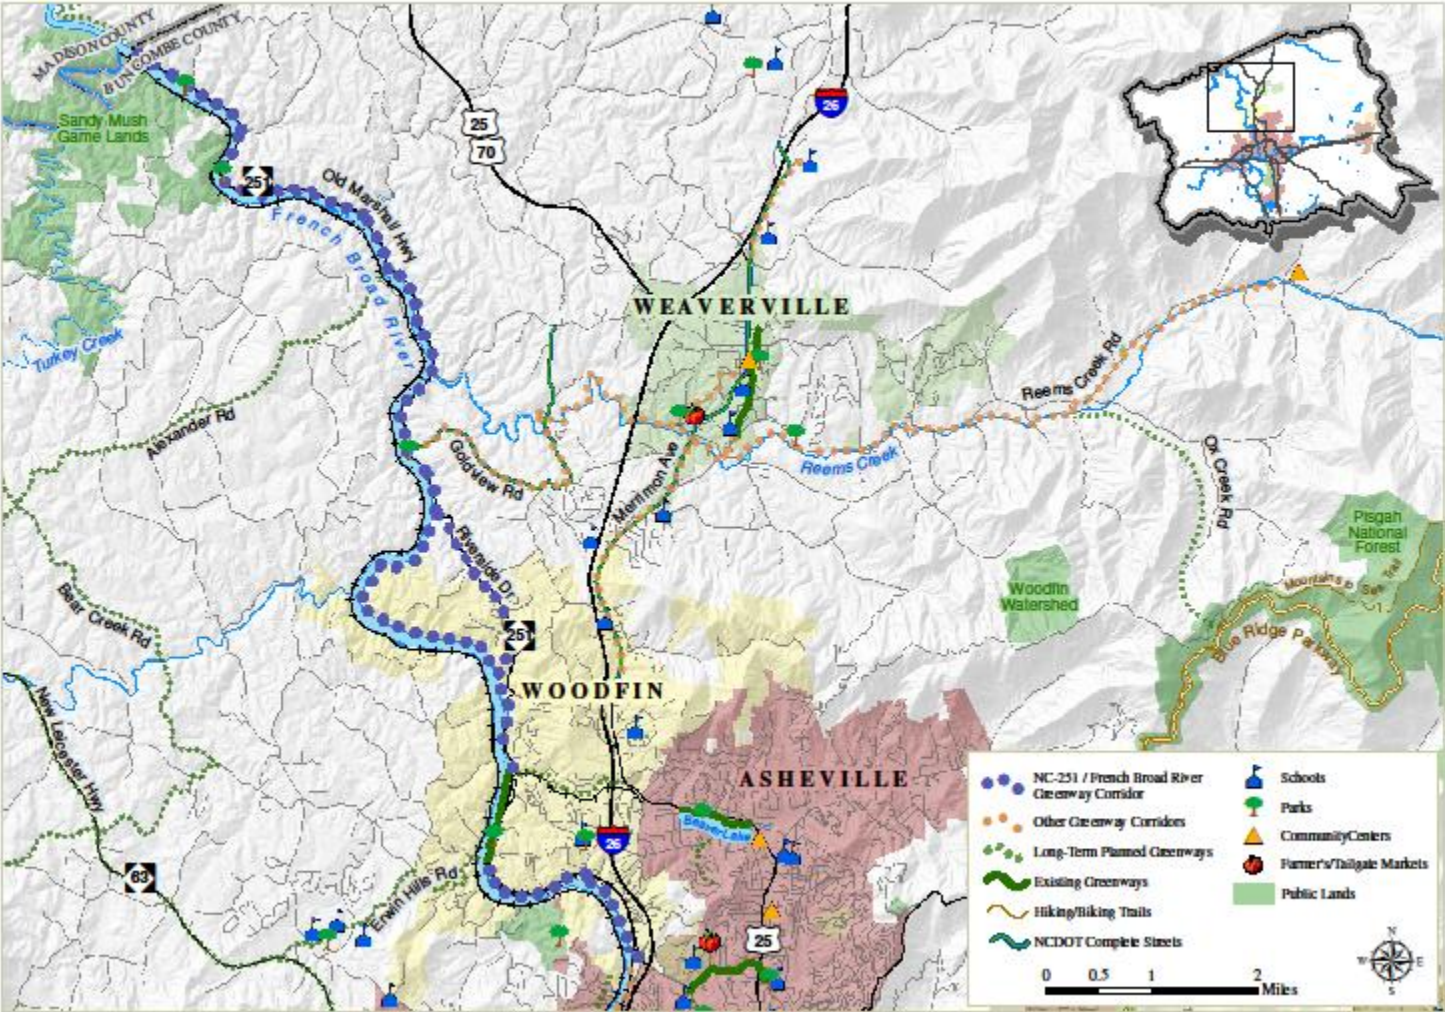 MADISON COUNTY
BUNCOMBE COUNTY
26
25
70
Sandy Mush
Game Lands
251
Old Marshall Hwy
French Broad River
WEAVERVILLE
Turkey Creek
Reems Creek Rd
Alexander Rd
Goldview Rd
Merrimon Ave
Reems Creek
Ox Creek Rd
Pisgah
National
Forest
Riverside Dr
Mountains to Sea Trail
Woodfin
Watershed
Bear Creek Rd
251
Blue Ridge Parkway
WOODFIN
New Leicester Hwy
ASHEVILLE
Beaver Lake
26
63
Erwin Hills Rd
25
NC-251 / French Broad River
Greenway Corridor
Other Greenway Corridors
Long-Term Planned Greenways
Existing Greenways
Hiking/Biking Trails
NCDOT Complete Streets
Schools
Parks
CommunityCenters
Farmer's/Tailgate Markets
Public Lands
N
W E
S
0 0.5 1 2
Miles